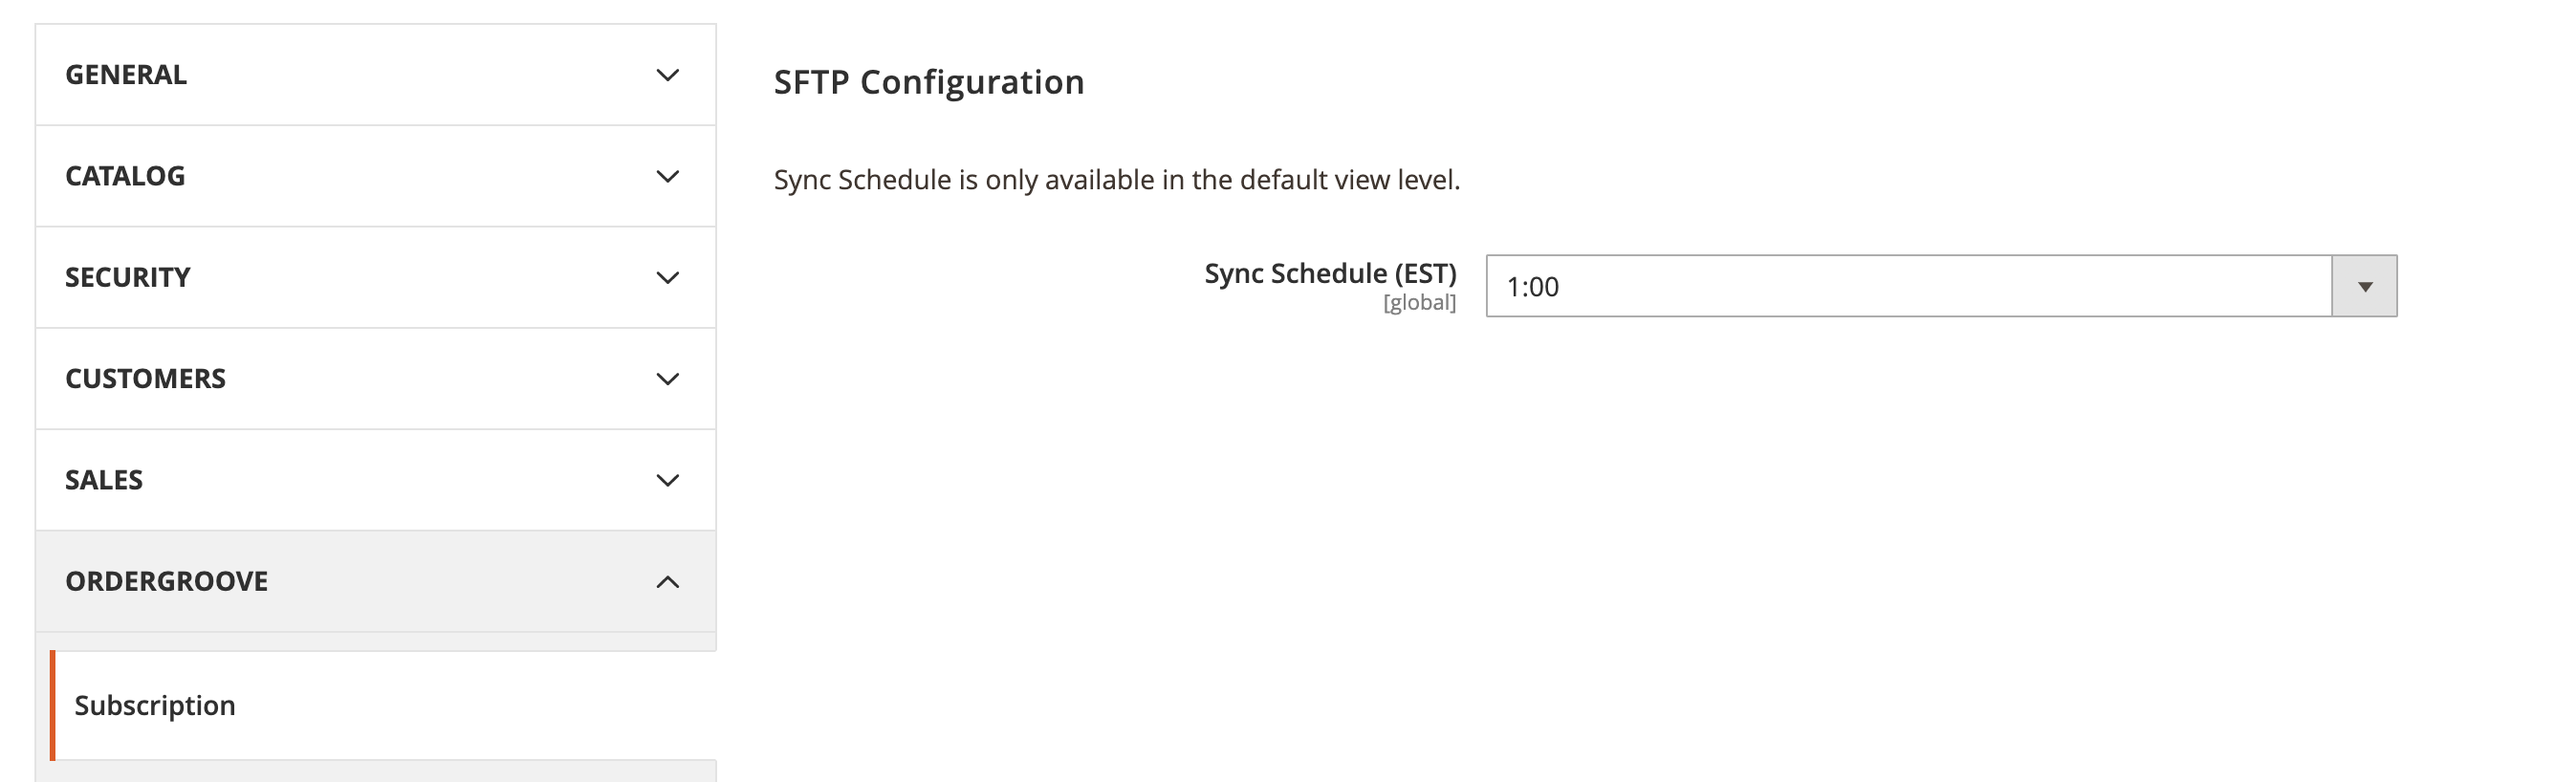 GENERAL
CATALOG
SECURITY
CUSTOMERS
SALES
ORDERGROOVE
Subscription
SFTP Configuration
Sync Schedule is only available in the default view level.
Sync Schedule (EST)
[global]
1:00